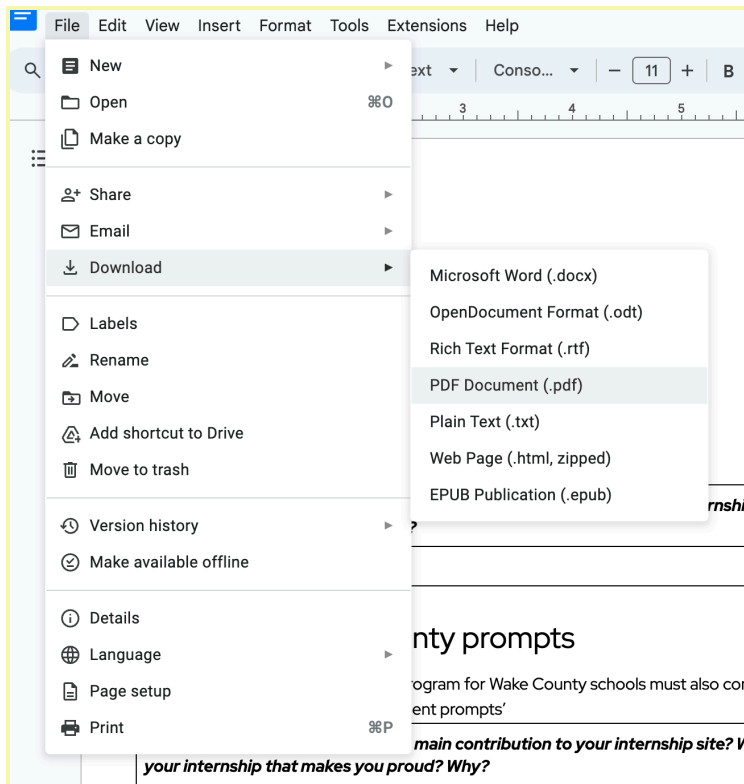 File Edit View Insert Format Tools Extensions Help
ext Conso... − 11 + B
New
Open ⌘O
3 4 5
Make a copy
Share
Email
Download
Microsoft Word (.docx)
OpenDocument Format (.odt)
Labels
Rich Text Format (.rtf)
Rename
PDF Document (.pdf)
Move
Plain Text (.txt)
Add shortcut to Drive
Web Page (.html, zipped)
Move to trash
EPUB Publication (.epub)
rnshi
Version history
?
Make available offline
Details
nty prompts
Language
ogram for Wake County schools must also cor
Page setup
ent prompts’
Print ⌘P
main contribution to your internship site? W
your internship that makes you proud? Why?